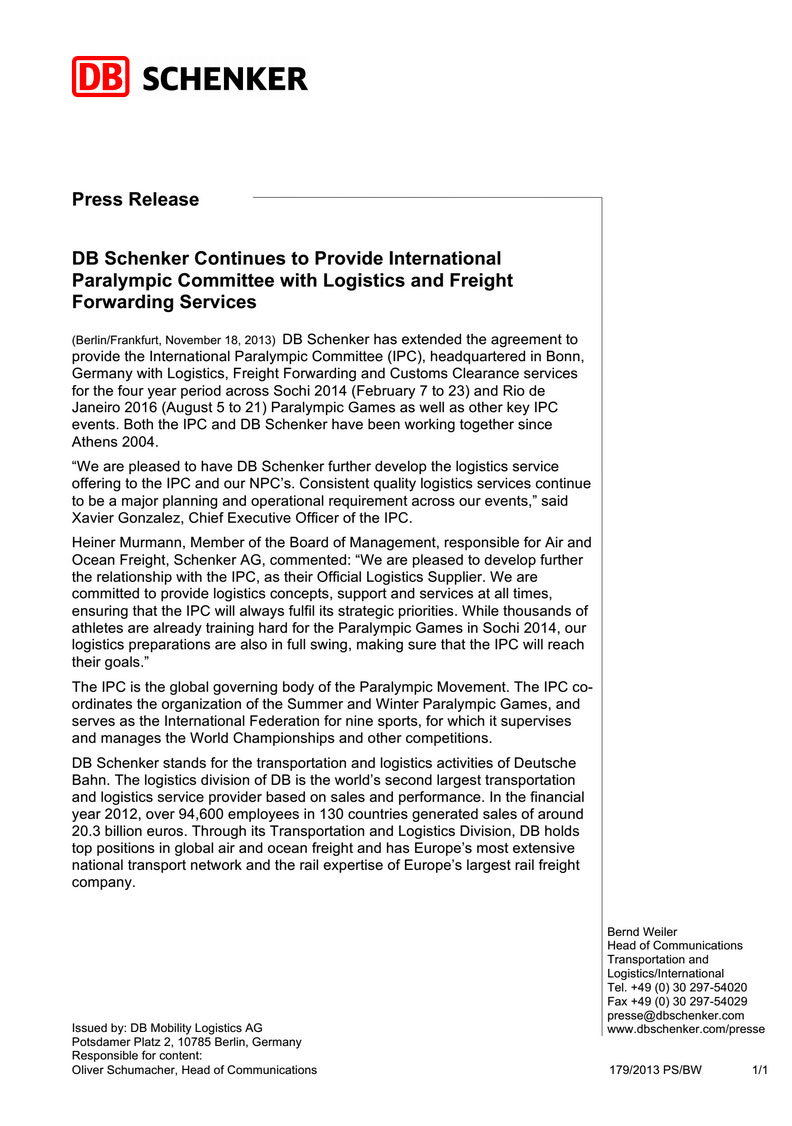 DB SCHENKER
Press Release
DB Schenker Continues to Provide International
Paralympic Committee with Logistics and Freight
Forwarding Services
(Berlin/Frankfurt, November 18, 2013) DB Schenker has extended the agreement to
provide the International Paralympic Committee (IPC), headquartered in Bonn,
Germany with Logistics, Freight Forwarding and Customs Clearance services
for the four year period across Sochi 2014 (February 7 to 23) and Rio de
Janeiro 2016 (August 5 to 21) Paralympic Games as well as other key IPC
events. Both the IPC and DB Schenker have been working together since
Athens 2004.
“We are pleased to have DB Schenker further develop the logistics service
offering to the IPC and our NPC’s. Consistent quality logistics services continue
to be a major planning and operational requirement across our events,” said
Xavier Gonzalez, Chief Executive Officer of the IPC.
Heiner Murmann, Member of the Board of Management, responsible for Air and
Ocean Freight, Schenker AG, commented: “We are pleased to develop further
the relationship with the IPC, as their Official Logistics Supplier. We are
committed to provide logistics concepts, support and services at all times,
ensuring that the IPC will always fulfil its strategic priorities. While thousands of
athletes are already training hard for the Paralympic Games in Sochi 2014, our
logistics preparations are also in full swing, making sure that the IPC will reach
their goals.”
The IPC is the global governing body of the Paralympic Movement. The IPC co-
ordinates the organization of the Summer and Winter Paralympic Games, and
serves as the International Federation for nine sports, for which it supervises
and manages the World Championships and other competitions.
DB Schenker stands for the transportation and logistics activities of Deutsche
Bahn. The logistics division of DB is the world’s second largest transportation
and logistics service provider based on sales and performance. In the financial
year 2012, over 94,600 employees in 130 countries generated sales of around
20.3 billion euros. Through its Transportation and Logistics Division, DB holds
top positions in global air and ocean freight and has Europe’s most extensive
national transport network and the rail expertise of Europe’s largest rail freight
company.
Bernd Weiler
Head of Communications
Transportation and
Logistics/International
Tel. +49 (0) 30 297-54020
Fax +49 (0) 30 297-54029
presse@dbschenker.com
www.dbschenker.com/presse
Issued by: DB Mobility Logistics AG
Potsdamer Platz 2, 10785 Berlin, Germany
Responsible for content:
Oliver Schumacher, Head of Communications
179/2013 PS/BW 1/1